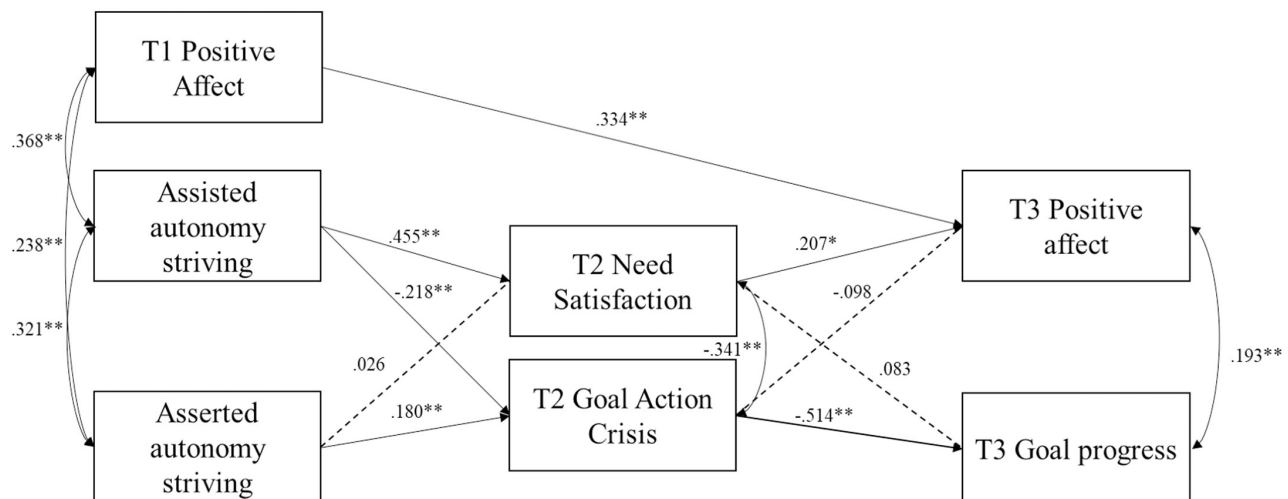 T1 Positive
Affect
.334**
.368**
Assisted
autonomy
striving
T3 Positive
affect
.238**
.455**
.207*
T2 Need
Satisfaction
-.218**
-.098
.321**
-.341**
.193**
.026
.083
T2 Goal Action
Crisis
.180**
-.514**
Asserted
autonomy
striving
T3 Goal progress